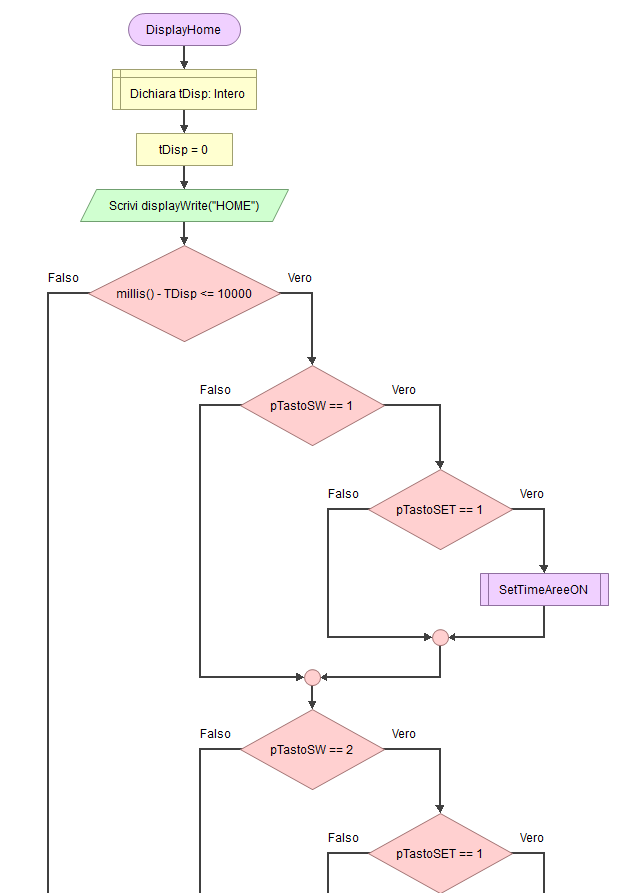 DisplayHome
Dichiara tDisp: Intero
tDisp = 0
Scrivi displayWrite("HOME")
Falso
Vero
millis() - TDisp <= 10000
Falso
Vero
pTastoSW == 1
Falso
Vero
pTastoSET == 1
SetTimeAreeON
Falso
Vero
pTastoSW == 2
Falso
Vero
pTastoSET == 1